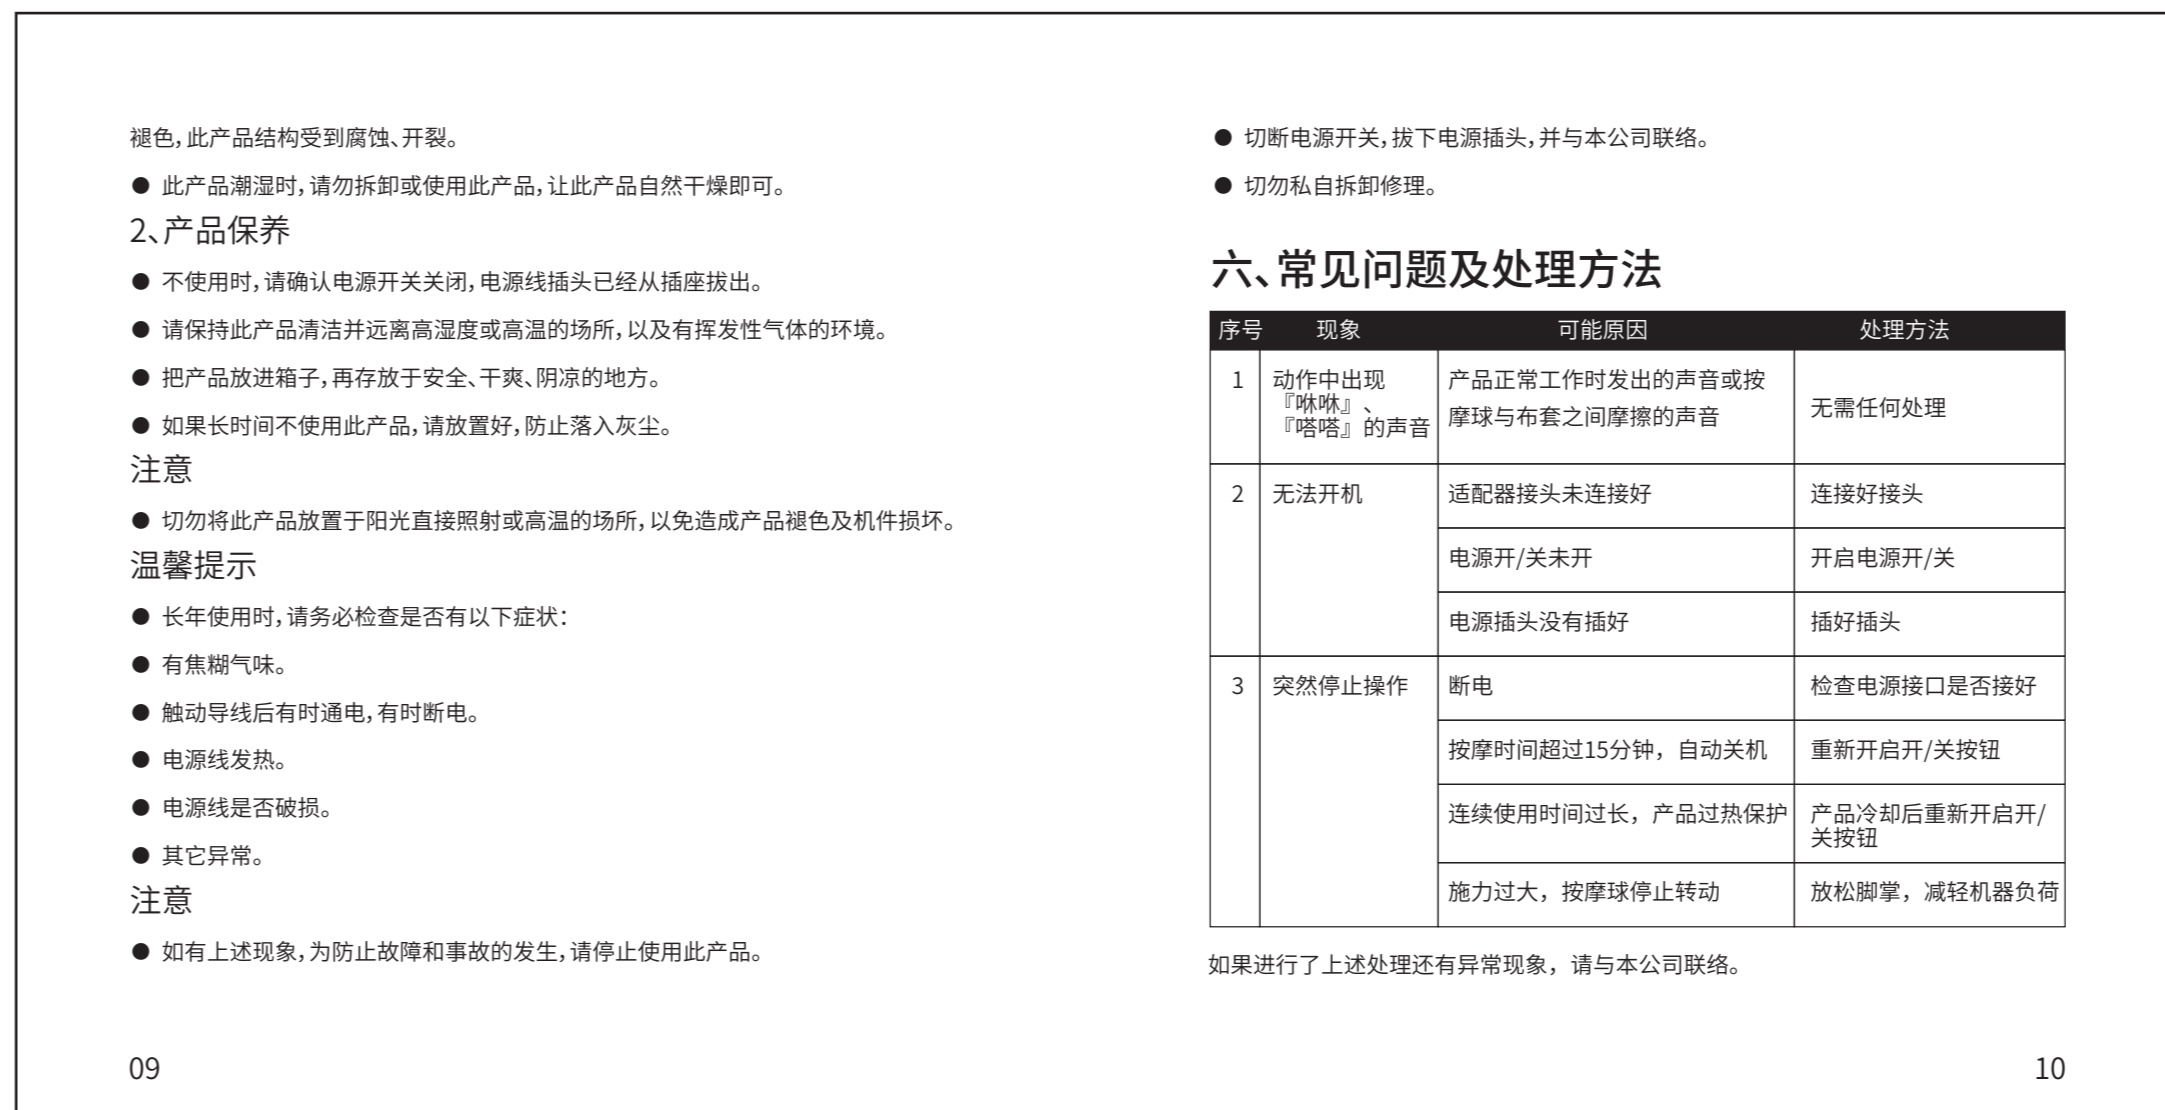 褪色，此产品结构受到腐蚀、开裂。
● 此产品潮湿时，请勿拆卸或使用此产品，让此产品自然干燥即可。
2、产品保养
● 不使用时，请确认电源开关关闭，电源线插头已经从插座拔出。
● 请保持此产品清洁并远离高湿度或高温的场所，以及有挥发性气体的环境。
● 把产品放进箱子，再存放于安全、干爽、阴凉的地方。
● 如果长时间不使用此产品，请放置好，防止落入灰尘。
注意
● 切勿将此产品放置于阳光直接照射或高温的场所，以免造成产品褪色及机件损坏。
温馨提示
● 长年使用时，请务必检查是否有以下症状：
● 有焦糊气味。
● 触动导线后有时通电，有时断电。
● 电源线发热。
● 电源线是否破损。
● 其它异常。
注意
● 如有上述现象，为防止故障和事故的发生，请停止使用此产品。
09
● 切断电源开关，拔下电源插头，并与本公司联络。
● 切勿私自拆卸修理。
六、常见问题及处理方法
序号 现象 可能原因 处理方法
1
动作中出现
『咻咻』、
『嗒嗒』的声音
产品正常工作时发出的声音或按
摩球与布套之间摩擦的声音
无需任何处理
2 无法开机 适配器接头未连接好 连接好接头
电源开/关未开 开启电源开/关
电源插头没有插好 插好插头
3 突然停止操作 断电 检查电源接口是否接好
按摩时间超过15分钟，自动关机 重新开启开/关按钮
连续使用时间过长，产品过热保护 产品冷却后重新开启开/
关按钮
施力过大，按摩球停止转动 放松脚掌，减轻机器负荷
如果进行了上述处理还有异常现象，请与本公司联络。
10